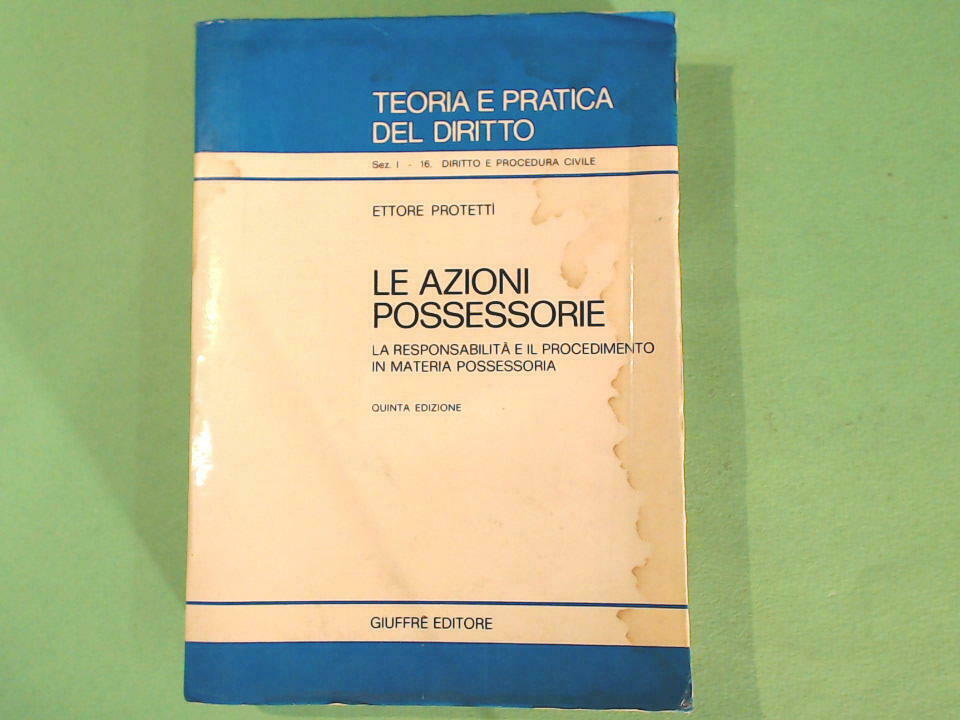 TEORIA E PRATICA
DEL DIRITTO
Sez. I - 16. DIRITTO E PROCEDURA CIVILE
ETTORE PROTETTÌ
LE AZIONI
POSSESSORIE
LA RESPONSABILITÀ E IL PROCEDIMENTO
IN MATERIA POSSESSORIA
QUINTA EDIZIONE
GIUFFRÈ EDITORE